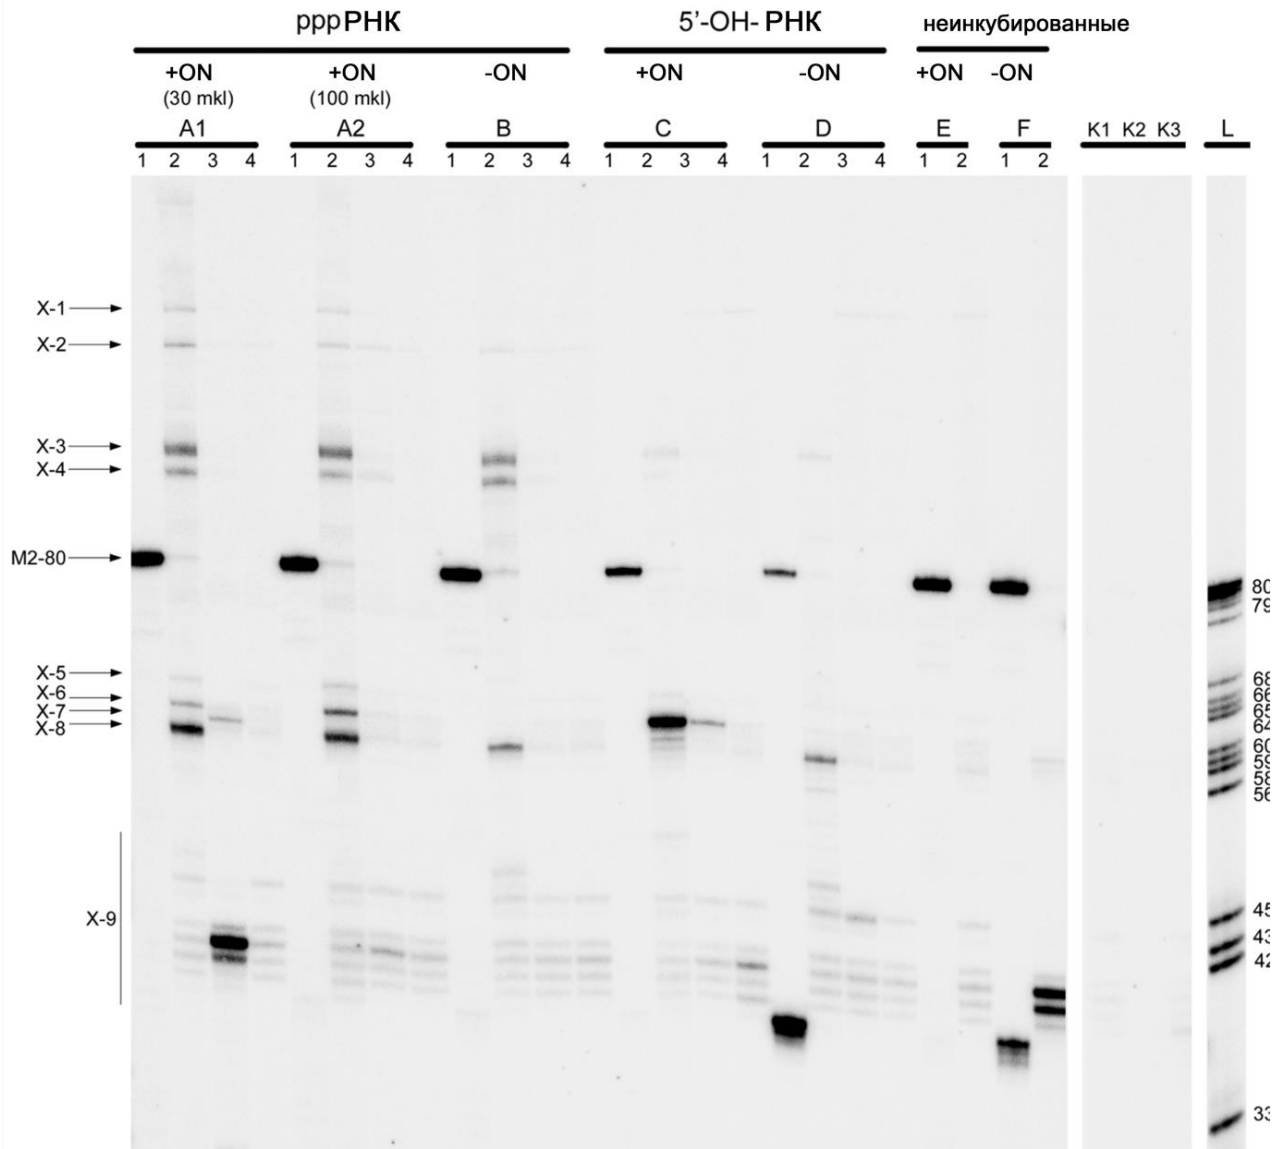 pppРНК 5'-OH- РНК неинкубированные
+ON +ON -ON +ON -ON +ON -ON
(30 mkl) (100 mkl)
A1 A2 B C D E F K1 K2 K3 L
1 2 3 4 1 2 3 4 1 2 3 4 1 2 3 4 1 2 3 4 1 2 1 2
X-1
X-2
X-3
X-4
M2-80
80
79
X-5
68
X-6
66
X-7
65
X-8
64
60
59
58
56
X-9
45
43
42
33